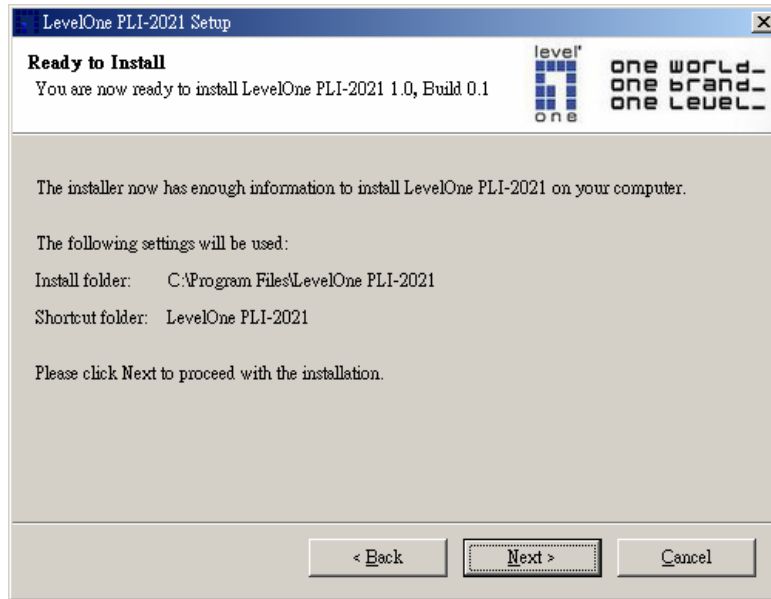 LevelOne PLI-2021 Setup
Ready to Install
You are now ready to install LevelOne PLI-2021 1.0, Build 0.1
level
one
one world_
one brand_
one level_
The installer now has enough information to install LevelOne PLI-2021 on your computer.
The following settings will be used:
Install folder: C:\Program Files\LevelOne PLI-2021
Shortcut folder: LevelOne PLI-2021
Please click Next to proceed with the installation.
< Back
Next >
Cancel